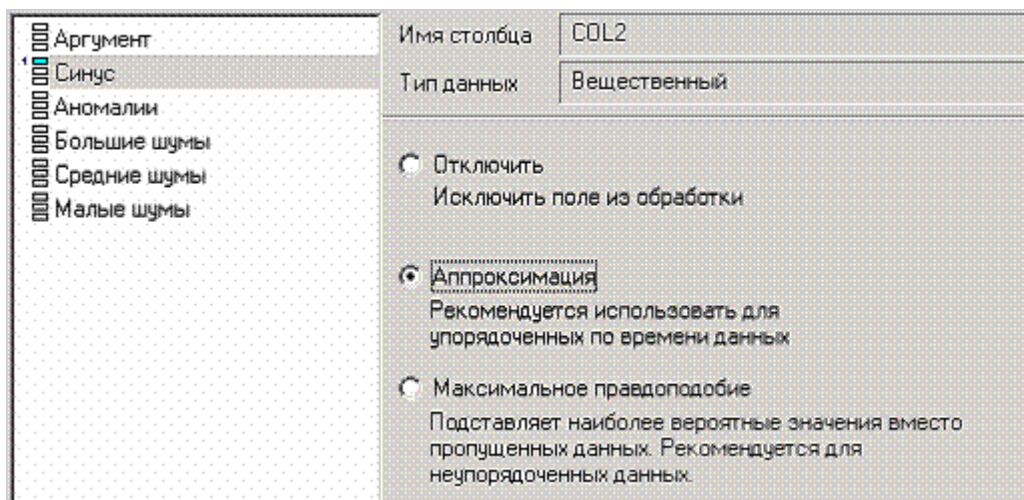 Аргумент
Синус
Аномалии
Большие шумы
Средние шумы
Малые шумы
Имя столбца COL2
Тип данных Вещественный
Отключить
Исключить поле из обработки
Аппроксимация
Рекомендуется использовать для
упорядоченных по времени данных
Максимальное правдоподобие
Подставляет наиболее вероятные значения вместо
пропущенных данных. Рекомендуется для
неупорядоченных данных.